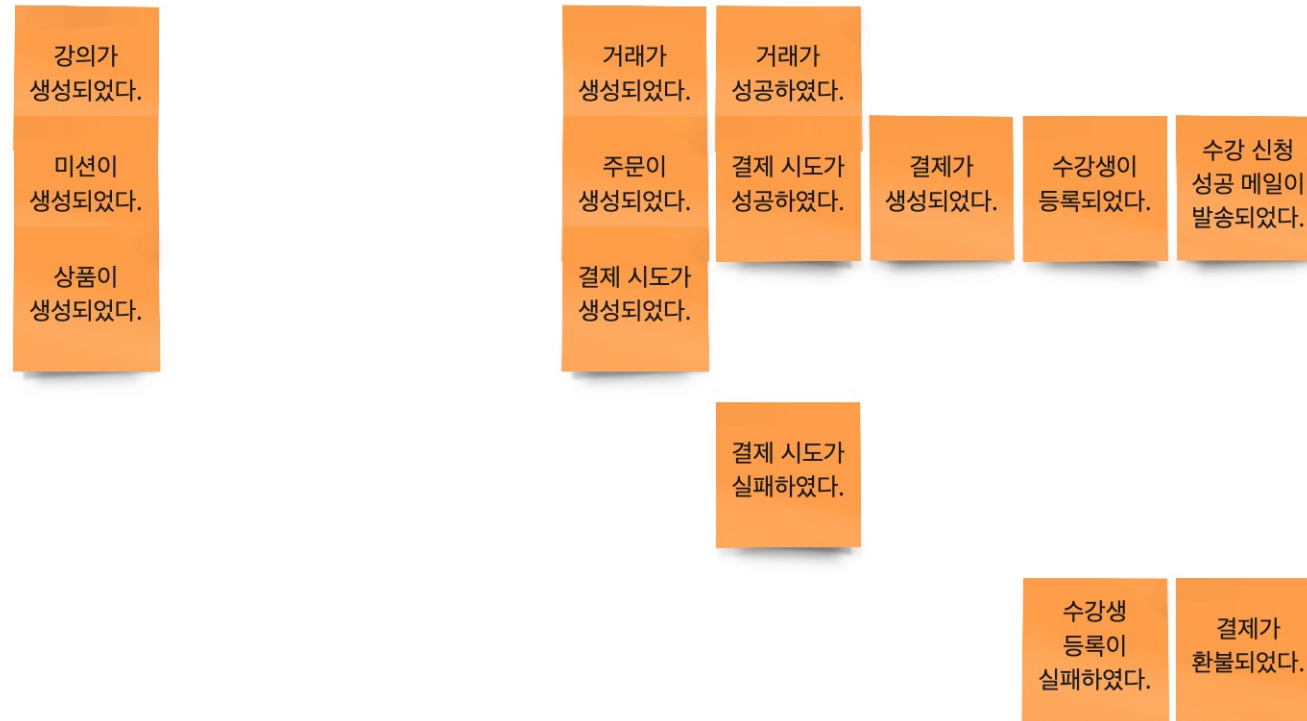 강의가
생성되었다.
미션이
생성되었다.
상품이
생성되었다.
거래가
생성되었다.
주문이
생성되었다.
결제 시도가
생성되었다.
거래가
성공하였다.
결제 시도가
성공하였다.
결제가
생성되었다.
수강생이
등록되었다.
수강 신청
성공 메일이
발송되었다.
결제 시도가
실패하였다.
수강생
등록이
실패하였다.
결제가
환불되었다.